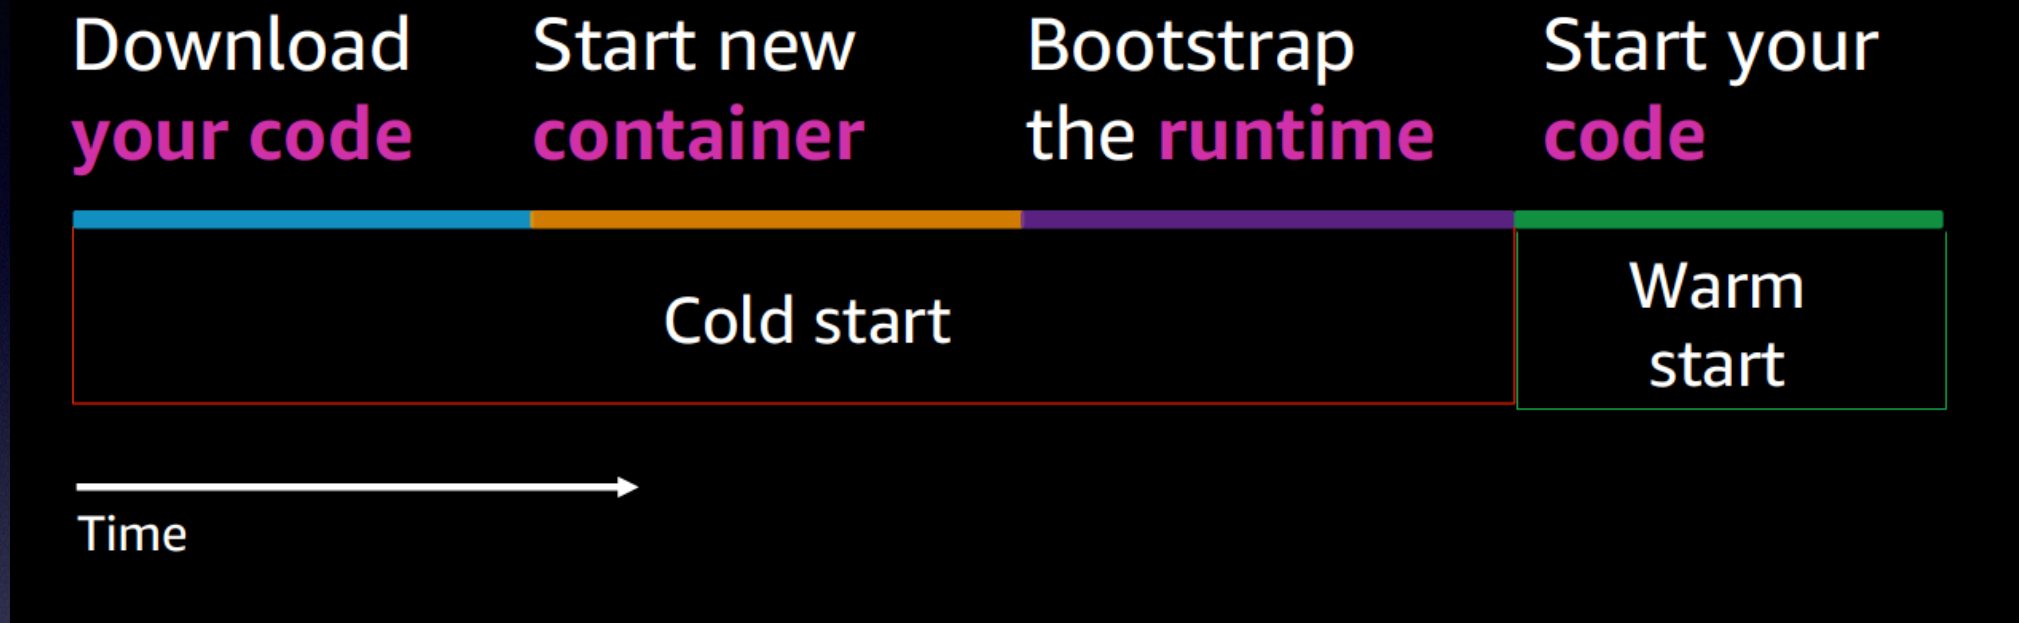 Download
your code
Start new
container
Bootstrap
the runtime
Start your
code
Cold start
Warm
start
Time